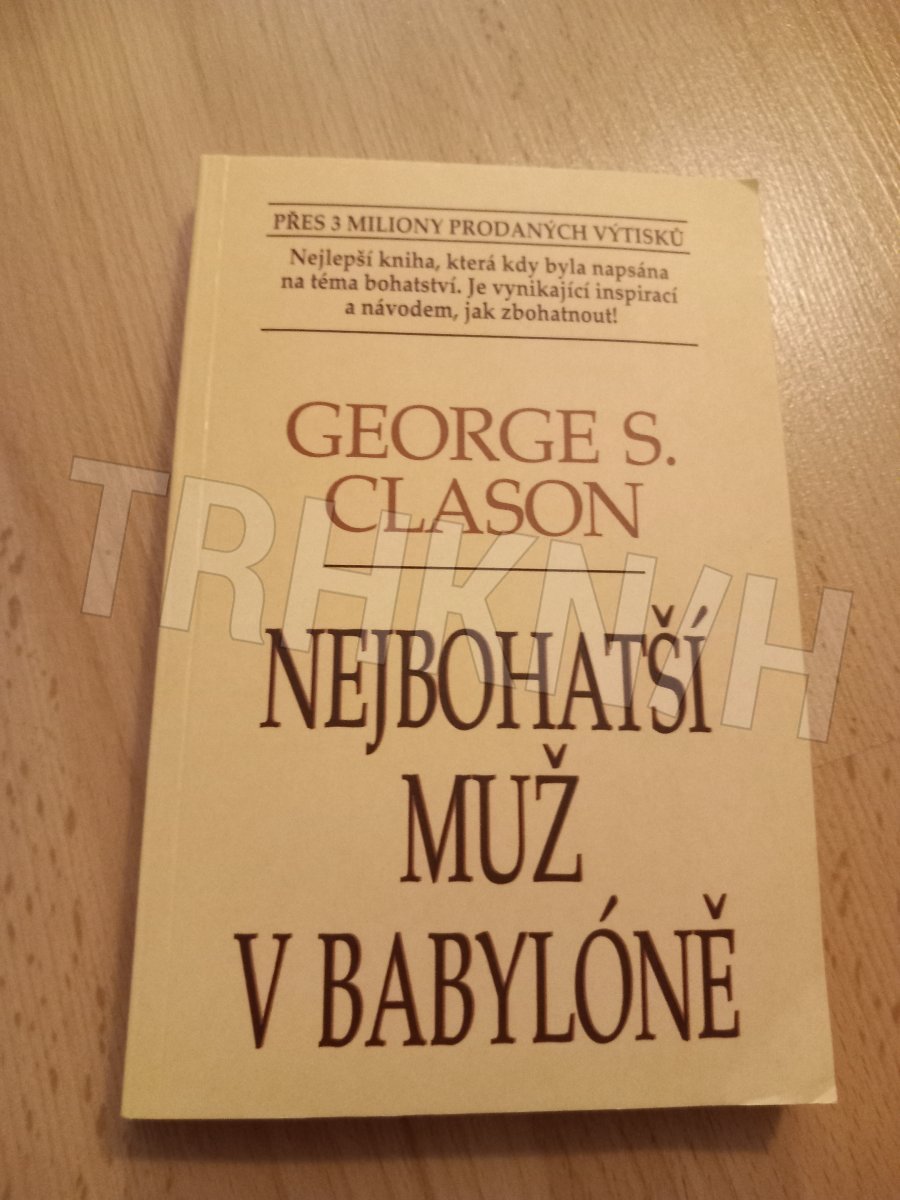 PŘES 3 MILIONY PRODANÝCH VÝTISKŮ
Nejlepší kniha, která kdy byla napsána
na téma bohatství. Je vynikající inspirací
a návodem, jak zbohatnout!
GEORGE S.
CLASON
TRHKNIH
NEJBOHATŠÍ
MUŽ
V BABYLÓNĚ